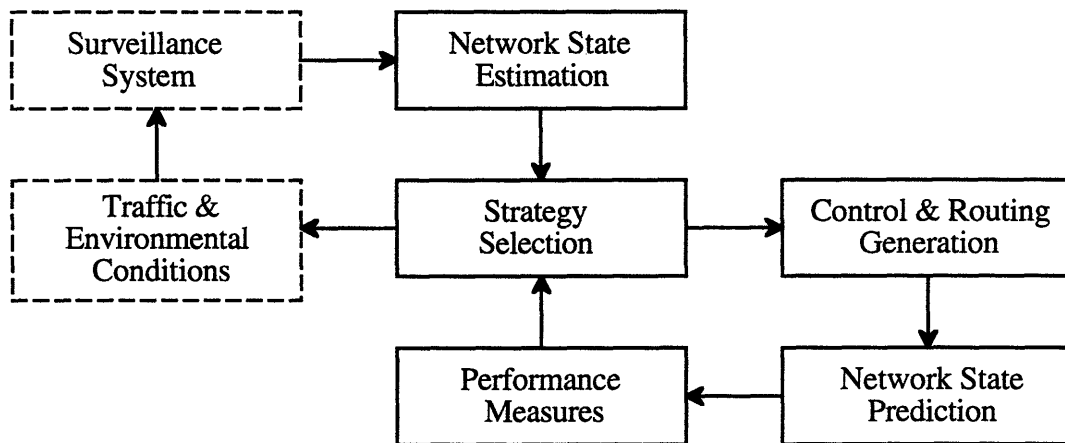 Surveillance
System
Network State
Estimation
Traffic &
Environmental
Conditions
Strategy
Selection
Control & Routing
Generation
Performance
Measures
Network State
Prediction